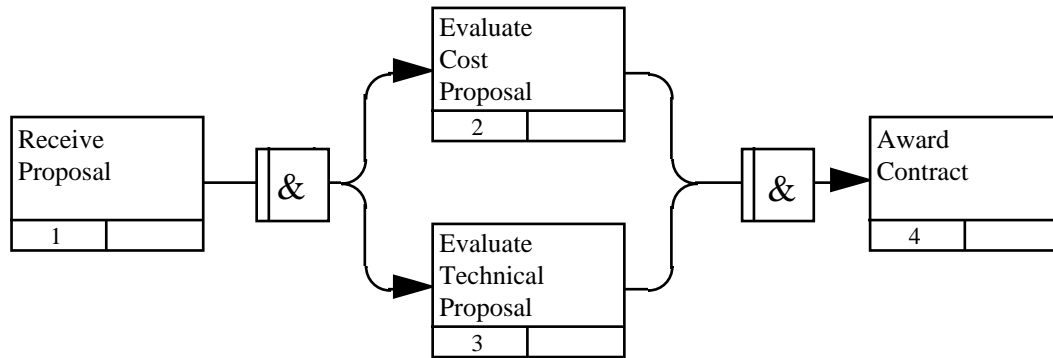 Receive
Proposal
1
&
Evaluate
Cost
Proposal
2
Evaluate
Technical
Proposal
3
&
Award
Contract
4